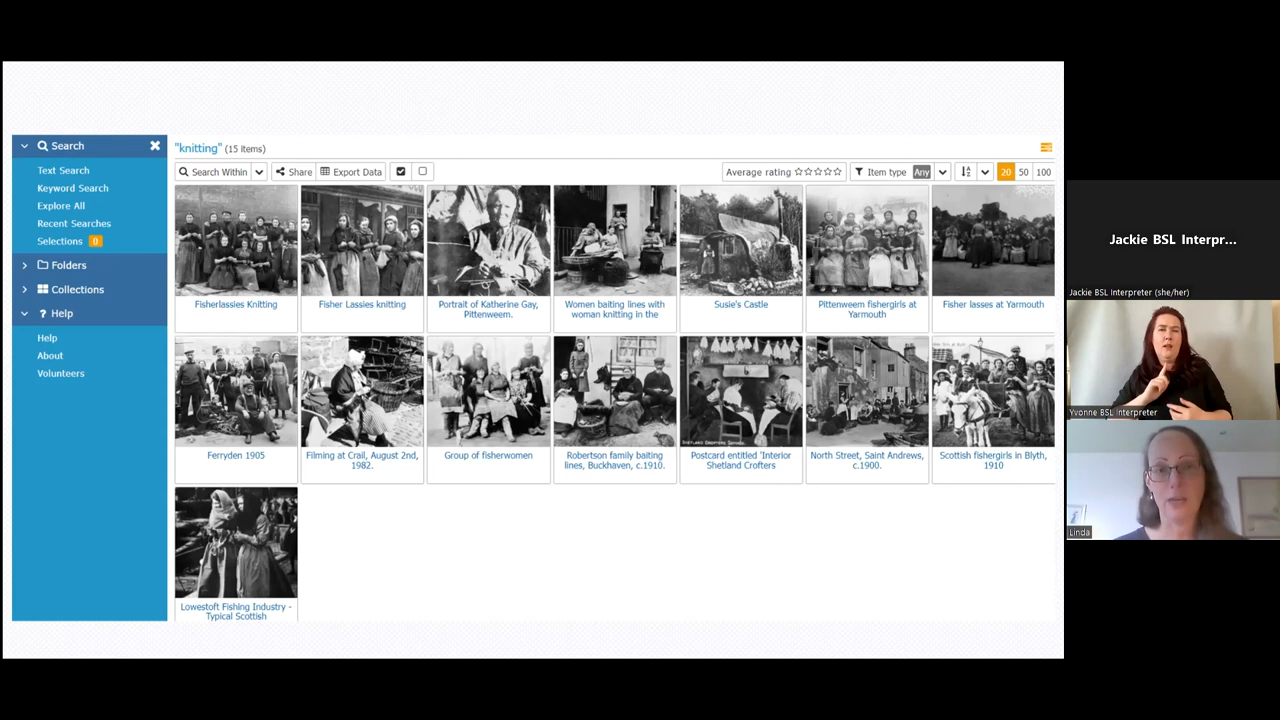 Search
Text Search
Keyword Search
Explore All
Recent Searches
Selections 0
Folders
Collections
? Help
Help
About
Volunteers
"knitting" (15 items)
Search Within
Share
Export Data
Average rating
Item type Any
20 50 100
Fisherlassies Knitting
Fisher Lassies knitting
Portrait of Katherine Gay,
Pittenweem.
Women baiting lines with
woman knitting in the
Susie's Castle
Pittenweem fishergirls at
Yarmouth
Fisher lasses at Yarmouth
Ferryden 1905
Filming at Crail, August 2nd,
1982.
Group of fisherwomen
Robertson family baiting
lines, Buckhaven, c.1910.
Postcard entitled 'Interior
Shetland Crofters
North Street, Saint Andrews,
c.1900.
Scottish fishergirls in Blyth,
1910
Lowestoft Fishing Industry -
Typical Scottish
Jackie BSL Interpr...
Jackie BSL Interpreter (she/her)
Yvonne BSL Interpreter
Linda